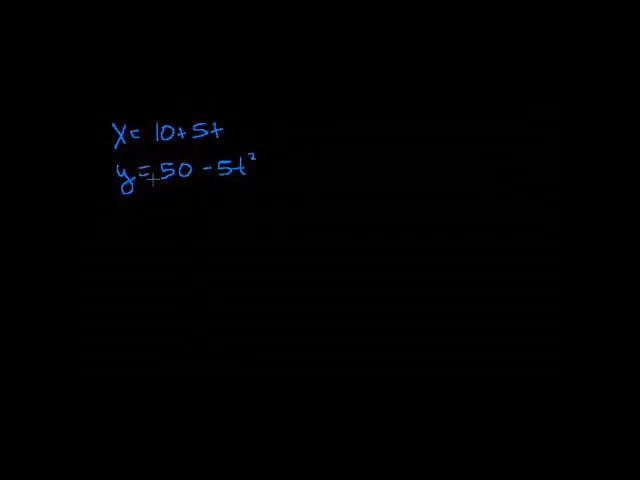 x = 10 + 5t
y = 50 - 5t²